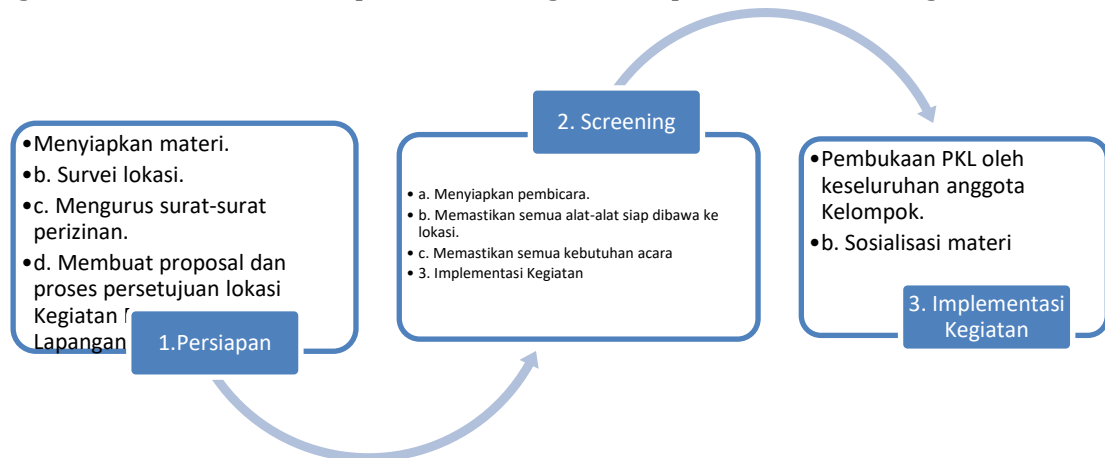 •Menyiapkan materi.
•b. Survei lokasi.
•c. Mengurus surat-surat
perizinan.
•d. Membuat proposal dan
proses persetujuan lokasi
Kegiatan
Lapangan
1.Persiapan
2. Screening
• a. Menyiapkan pembicara.
• b. Memastikan semua alat-alat siap dibawa ke
lokasi.
• c. Memastikan semua kebutuhan acara
• 3. Implementasi Kegiatan
•Pembukaan PKL oleh
keseluruhan anggota
Kelompok.
•b. Sosialisasi materi
3. Implementasi
Kegiatan